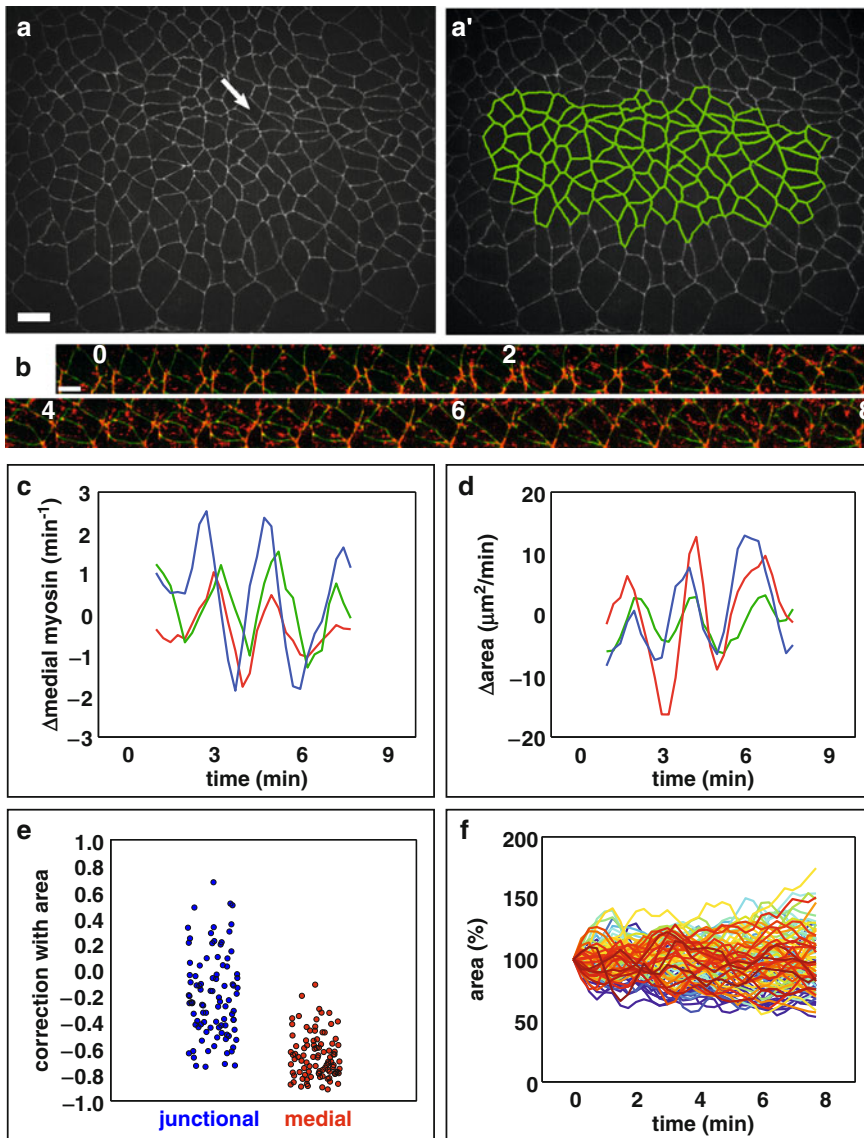 a
a'
b
0
2
4
6
8
c
3
2
1
0
−1
−2
−3
Δmedial myosin (min⁻¹)
0 3 6 9
time (min)
d
20
10
0
−10
−20
Δarea (μm²/min)
0 3 6 9
time (min)
e
1.0
0.8
0.6
0.4
0.2
0.0
−0.2
−0.4
−0.6
−0.8
−1.0
correction with area
junctional medial
f
200
150
100
50
0
area (%)
0 2 4 6 8
time (min)